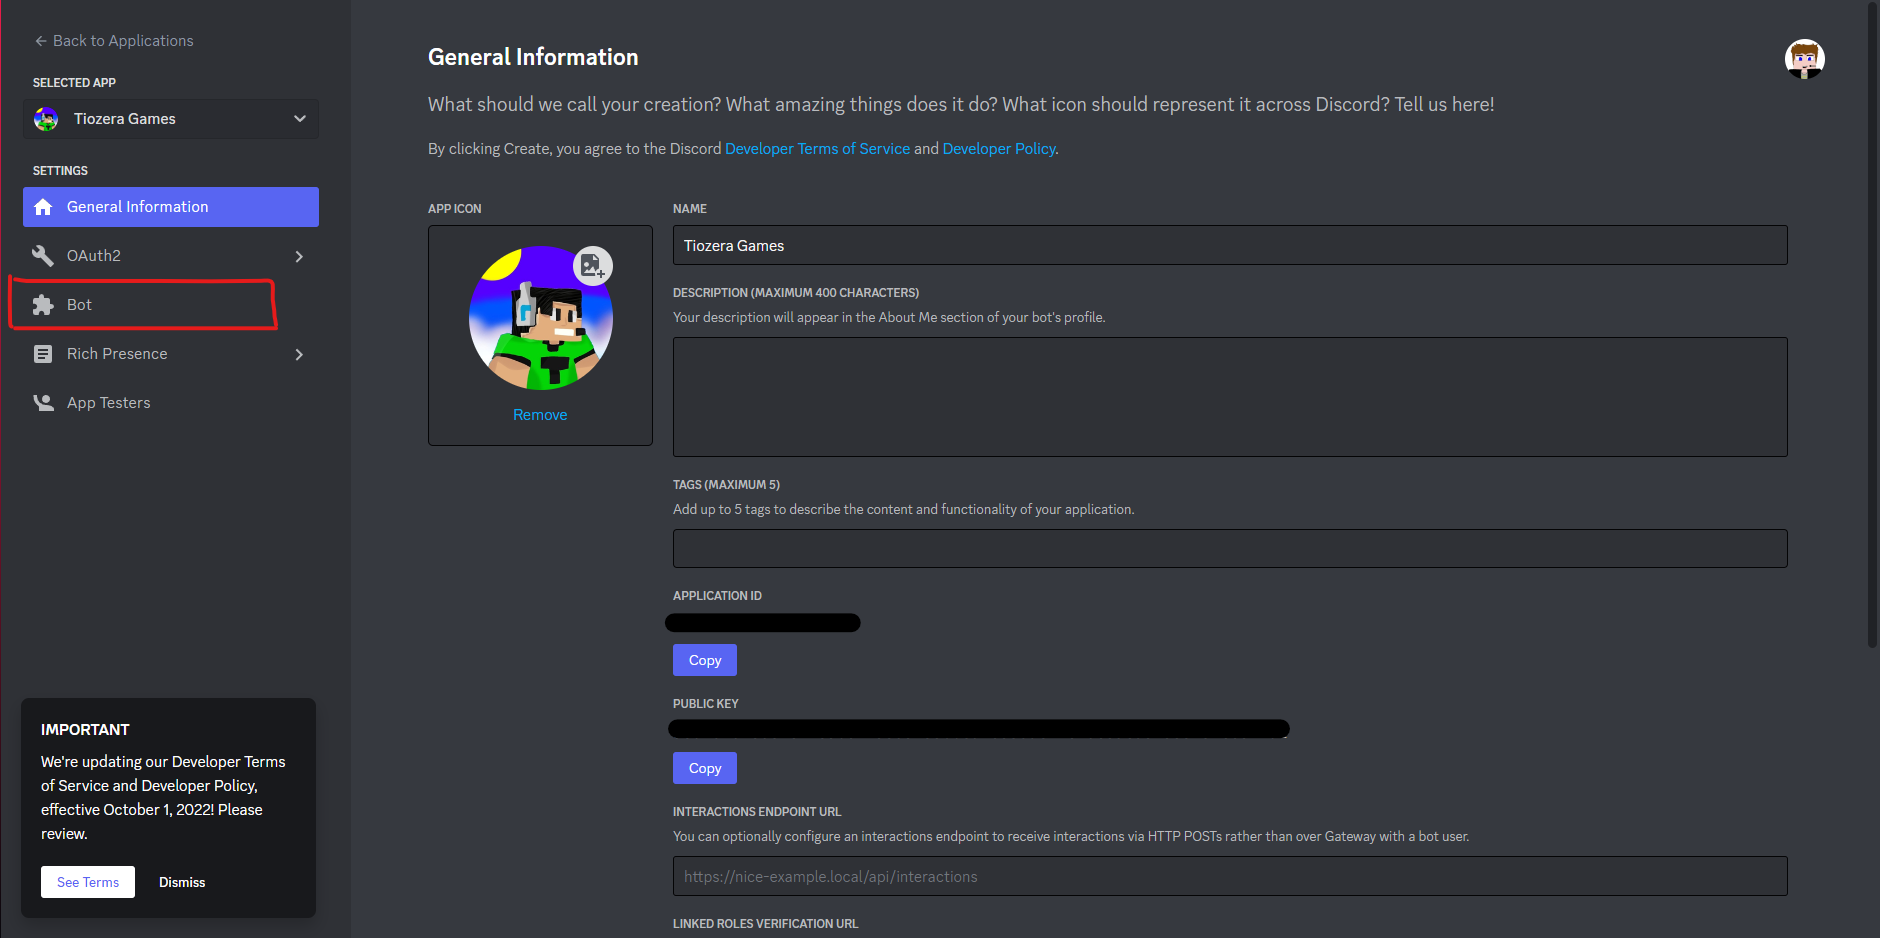 Back to Applications
SELECTED APP
Tiozera Games
SETTINGS
General Information
OAuth2
Bot
Rich Presence
App Testers
IMPORTANT
We're updating our Developer Terms
of Service and Developer Policy,
effective October 1, 2022! Please
review.
See Terms
Dismiss
General Information
What should we call your creation? What amazing things does it do? What icon should represent it across Discord? Tell us here!
By clicking Create, you agree to the Discord Developer Terms of Service and Developer Policy.
APP ICON
Remove
NAME
Tiozera Games
DESCRIPTION (MAXIMUM 400 CHARACTERS)
Your description will appear in the About Me section of your bot's profile.
TAGS (MAXIMUM 5)
Add up to 5 tags to describe the content and functionality of your application.
APPLICATION ID
Copy
PUBLIC KEY
Copy
INTERACTIONS ENDPOINT URL
You can optionally configure an interactions endpoint to receive interactions via HTTP POSTs rather than over Gateway with a bot user.
https://nice-example.local/api/interactions
LINKED ROLES VERIFICATION URL